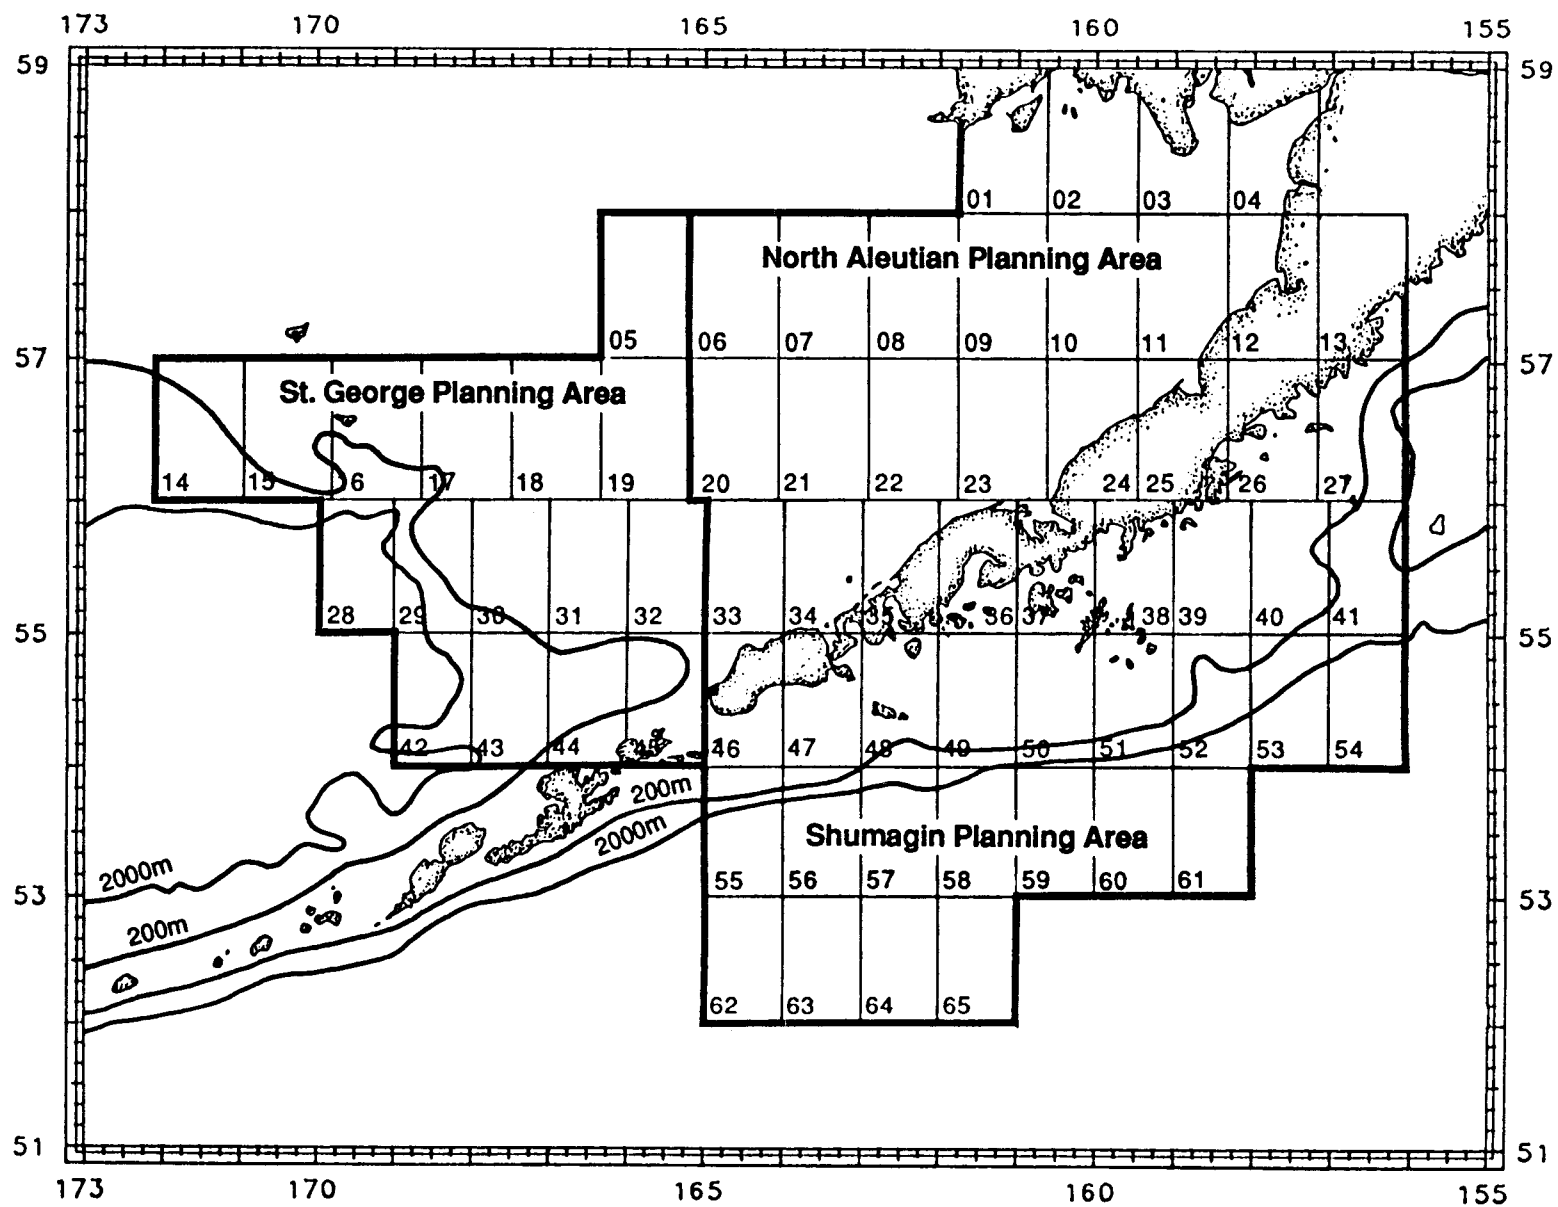 173 170 165 160 155
59 59
01 02 03 04
North Aleutian Planning Area
05 06 07 08 09 10 11 12 13
57 57
St. George Planning Area
14 15 16 17 18 19 20 21 22 23 24 25 26 27
28 29 30 31 32 33 34 35 36 37 38 39 40 41
55 55
42 43 44 45 46 47 48 49 50 51 52 53 54
200m
2000m
Shumagin Planning Area
2000m
55 56 57 58 59 60 61
53 53
200m
62 63 64 65
51 51
173 170 165 160 155